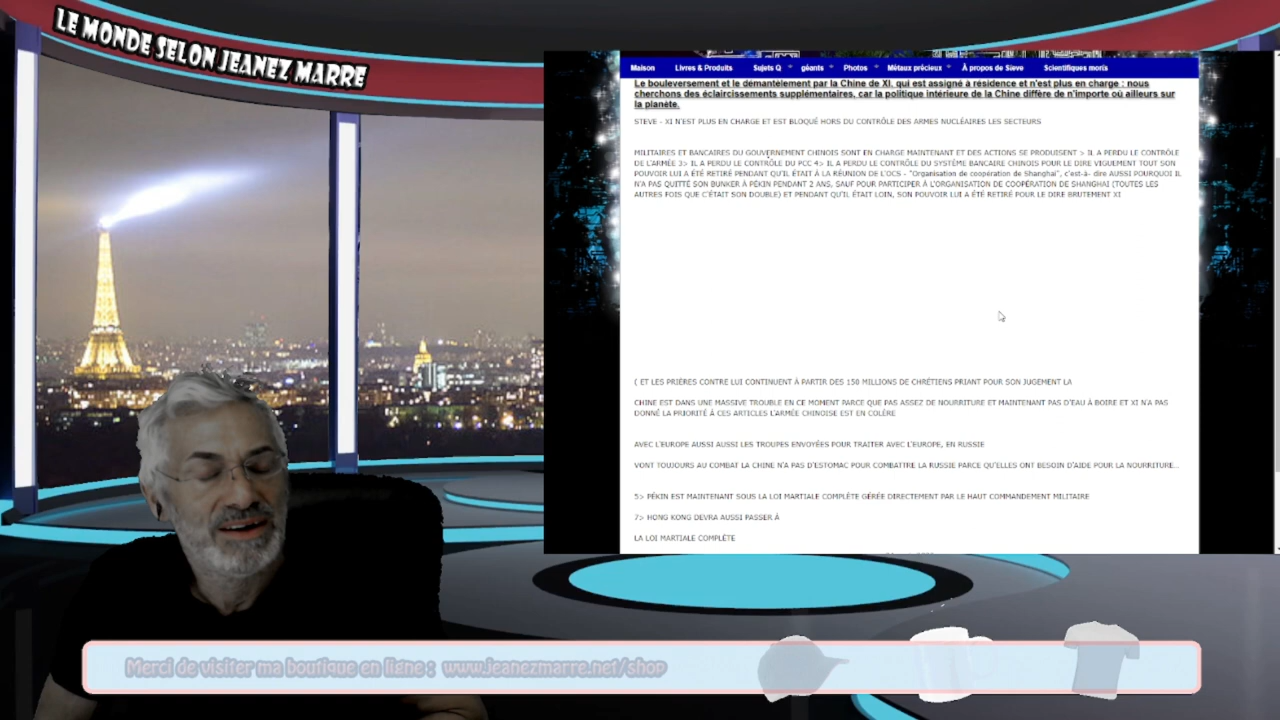 LE MONDE SELON JEANEZ MARRE
Maison Livres & Produits Sujets Q géants Photos Métaux précieux À propos de Steve Scientifiques morts
Le bouleversement et le démantèlement par la Chine de XI, qui est assigné à résidence et n'est plus en charge : nous
cherchons des éclaircissements supplémentaires, car la politique intérieure de la Chine diffère de n'importe où ailleurs sur
la planète.
STEVE - XI N'EST PLUS EN CHARGE ET EST BLOQUÉ HORS DU CONTRÔLE DES ARMES NUCLÉAIRES LES SECTEURS
MILITAIRES ET BANCAIRES DU GOUVERNEMENT CHINOIS SONT EN CHARGE MAINTENANT ET DES ACTIONS SE PRODUISENT > IL A PERDU LE CONTRÔLE
DE L'ARMÉE 3> IL A PERDU LE CONTRÔLE DU PCC 4> IL A PERDU LE CONTRÔLE DU SYSTÈME BANCAIRE CHINOIS POUR LE DIRE VIGUEMENT TOUT SON
POUVOIR LUI A ÉTÉ RETIRÉ PENDANT QU'IL ÉTAIT À LA RÉUNION DE L'OCS - "Organisation de coopération de Shanghai", c'est-à- dire AUSSI POURQUOI IL
N'A PAS QUITTÉ SON BUNKER À PÉKIN PENDANT 2 ANS, SAUF POUR PARTICIPER À L'ORGANISATION DE COOPÉRATION DE SHANGHAI (TOUTES LES
AUTRES FOIS QUE C'ÉTAIT SON DOUBLE) ET PENDANT QU'IL ÉTAIT LOIN, SON POUVOIR LUI A ÉTÉ RETIRÉ POUR LE DIRE BRUTEMENT XI
( ET LES PRIÈRES CONTRE LUI CONTINUENT À PARTIR DES 150 MILLIONS DE CHRÉTIENS PRIANT POUR SON JUGEMENT LA
CHINE EST DANS UNE MASSIVE TROUBLE EN CE MOMENT PARCE QUE PAS ASSEZ DE NOURRITURE ET MAINTENANT PAS D'EAU À BOIRE ET XI N'A PAS
DONNÉ LA PRIORITÉ À CES ARTICLES L'ARMÉE CHINOISE EST EN COLÈRE
AVEC L'EUROPE AUSSI AUSSI LES TROUPES ENVOYÉES POUR TRAITER AVEC L'EUROPE, EN RUSSIE
VONT TOUJOURS AU COMBAT LA CHINE N'A PAS D'ESTOMAC POUR COMBATTRE LA RUSSIE PARCE QU'ELLES ONT BESOIN D'AIDE POUR LA NOURRITURE...
5> PÉKIN EST MAINTENANT SOUS LA LOI MARTIALE COMPLÈTE GÉRÉE DIRECTEMENT PAR LE HAUT COMMANDEMENT MILITAIRE
7> HONG KONG DEVRA AUSSI PASSER À
LA LOI MARTIALE COMPLÈTE
Merci de visiter ma boutique en ligne : www.jeanezmarre.net/shop